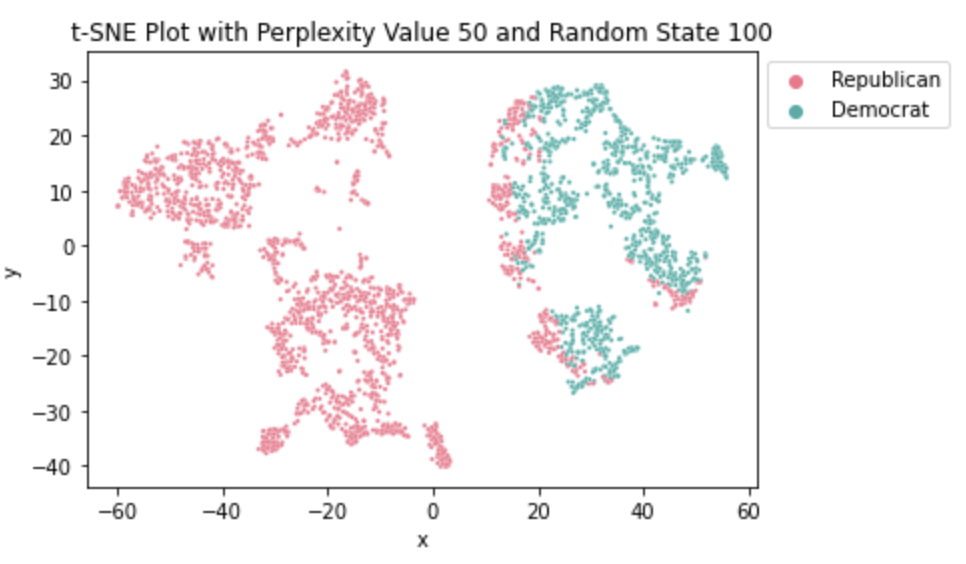 t-SNE Plot with Perplexity Value 50 and Random State 100
Republican
Democrat
30
20
10
0
−10
−20
−30
−40
y
−60 −40 −20 0 20 40 60
x